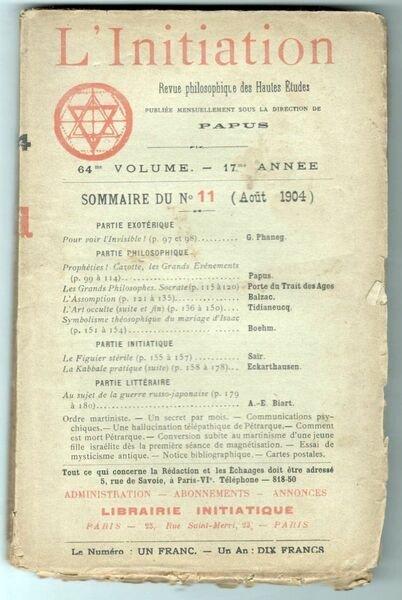 L'Initiation
Revue philosophique des Hautes Études
PUBLIÉE MENSUELLEMENT SOUS LA DIRECTION DE
PAPUS
64me VOLUME. — 17me ANNÉE
SOMMAIRE DU No 11 (Août 1904)
PARTIE EXOTÉRIQUE
Pour voir l'Invisible! (p. 97 et 98).......... G. Phaneg.
PARTIE PHILOSOPHIQUE
Prophéties! Cazotte, les Grands Evénements
(p. 99 à 114).................... Papus.
Les Grands Philosophes. Socrate (p. 115 à 120) Porte du Trait des Ages
L'Assomption (p. 121 à 135)............ Balzac.
L'Art occulte (suite et fin) (p. 136 à 150).... Tidianeucq.
Symbolisme théosophique du mariage d'Isaac
(p. 151 à 154)............ Boehm.
PARTIE INITIATIQUE
Le Figuier stérile (p. 155 à 157).......... Saïr.
La Kabbale pratique (suite) (p. 158 à 178)... Eckarthausen.
PARTIE LITTÉRAIRE
Au sujet de la guerre russo-japonaise (p. 179
à 180).................... A.-E. Biart.
Ordre martiniste. — Un secret par mois. — Communications psy-
chiques. — Une hallucination télépathique de Pétrarque. — Comment
est mort Pétrarque. — Conversion subite au martinisme d'une jeune
fille israélite dès la première séance de magnétisation. — Essai de
mysticisme antique. — Notice bibliographique. — Cartes postales.
Tout ce qui concerne la Rédaction et les Echanges doit être adressé
5, rue de Savoie, à Paris-VIe. Téléphone — 818-50
ADMINISTRATION — ABONNEMENTS — ANNONCES
LIBRAIRIE INITIATIQUE
PARIS — 23, Rue Saint-Merri, 23, — PARIS
Le Numéro : UN FRANC. — Un An : DIX FRANCS